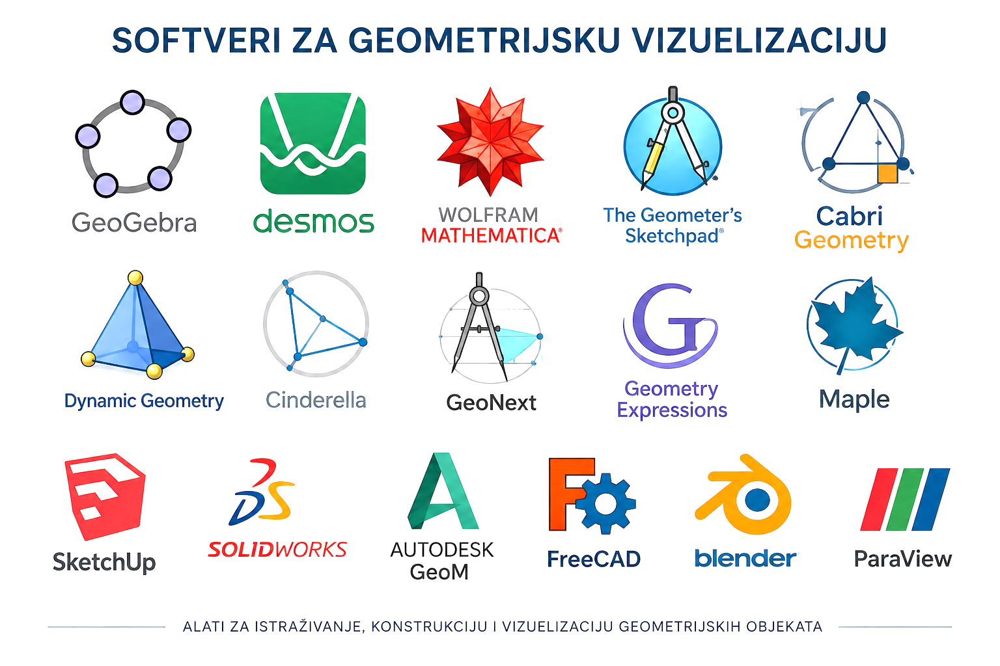 SOFTVERI ZA GEOMETRIJSKU VIZUELIZACIJU
GeoGebra
desmos
WOLFRAM
MATHEMATICA®
The Geometer's
Sketchpad®
Cabri
Geometry
Dynamic Geometry
Cinderella
GeoNext
G
Geometry
Expressions
Maple
SketchUp
DS
SOLIDWORKS
A
AUTODESK
GeoM
F
FreeCAD
blender
ParaView
ALATI ZA ISTRAŽIVANJE, KONSTRUKCIJU I VIZUELIZACIJU GEOMETRIJSKIH OBJEKATA